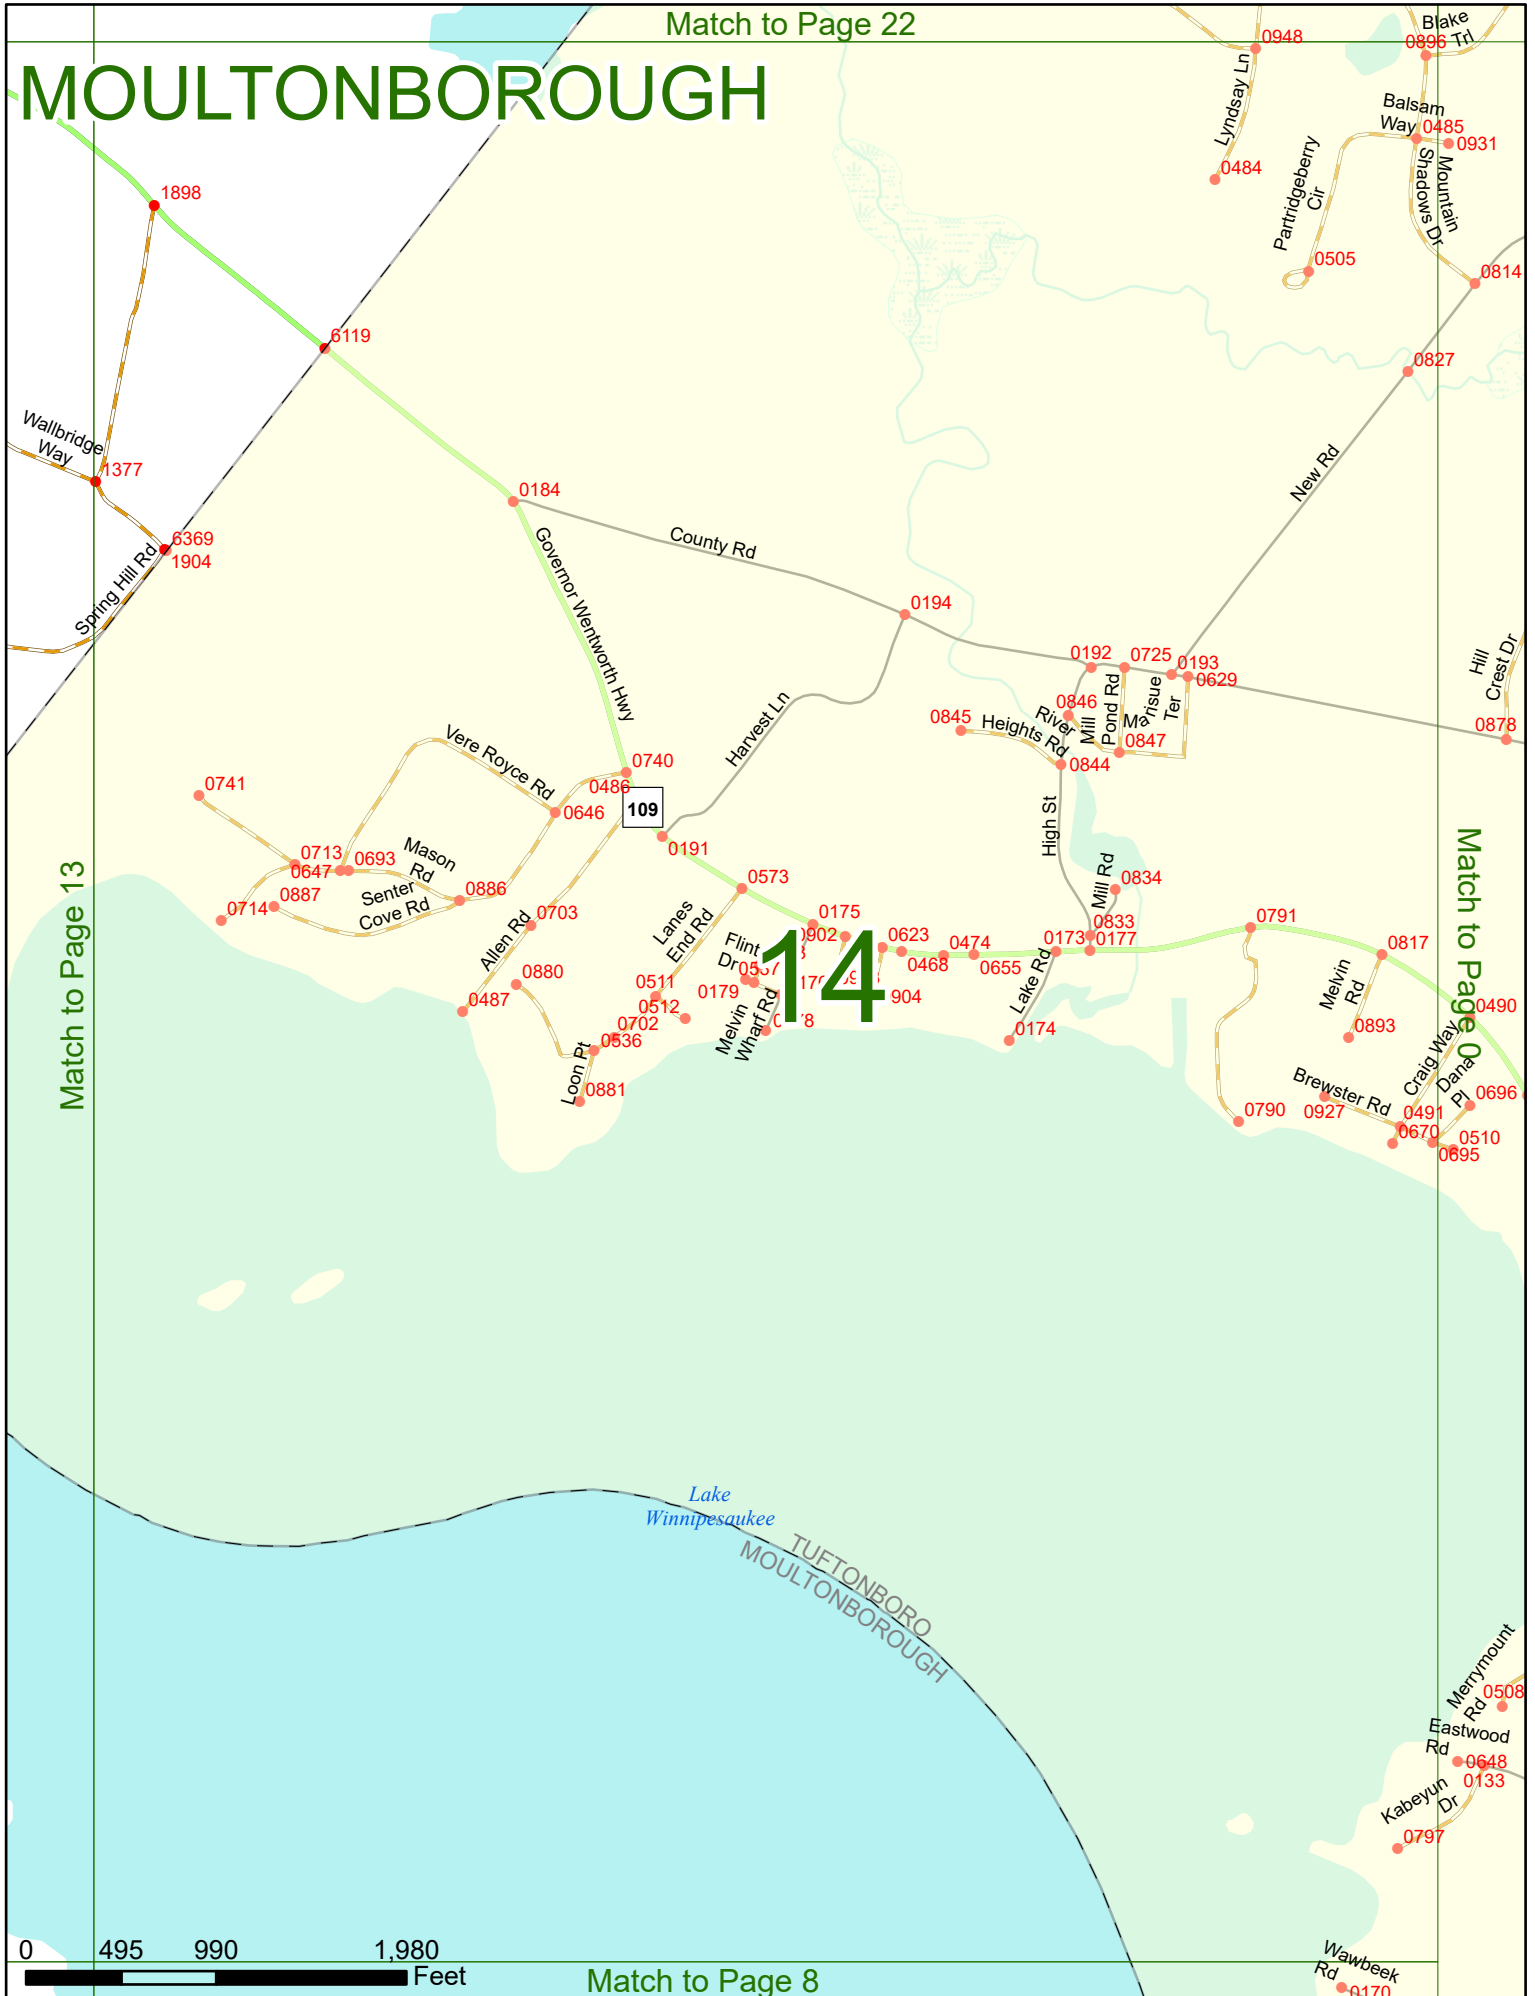 Match to Page 22
MOULTONBOROUGH
0948
Blake
Trl
0896
Lyndsay Ln
Balsam
Way
0485
0931
0484
Partridgeberry
Cir
Mountain
Shadows Dr
1898
0505
0814
6119
0827
Wallbridge
Way
1377
New Rd
0184
6369
1904
Spring Hill Rd
County Rd
Governor Wentworth Hwy
0194
0192
0725
0193
0629
Hill
Crest Dr
0878
0846
0845
River
Heights Rd
Mill
Pond Rd
Marisue
Ter
0847
0844
Harvest Ln
Vere Royce Rd
0740
0486
0646
109
0741
0191
High St
0713
0647
0693
Mason
Rd
Senter
Cove Rd
0887
0886
0714
0573
Mill Rd
0834
Match to Page 13
Match to Page 0
0703
Allen Rd
Lanes
End Rd
0175
0902
0623
0468
0474
0655
0173
0833
0177
0791
0817
Flint
Dr
0179
14
904
0880
0487
0511
0512
0702
0536
Melvin
Wharf Rd
Lake Rd
0174
Melvin
Rd
0893
0490
Craig Way
Dana
Pl
0696
Loon Pt
0881
0790
Brewster Rd
0927
0491
0670
0510
0695
Lake
Winnipesaukee
TUFTONBORO
MOULTONBOROUGH
Merrymount
Rd
0508
Eastwood
Rd
0648
0133
Kabeyun
Dr
0797
Wawbeek
Rd
0170
0 495 990 1,980
Feet
Match to Page 8